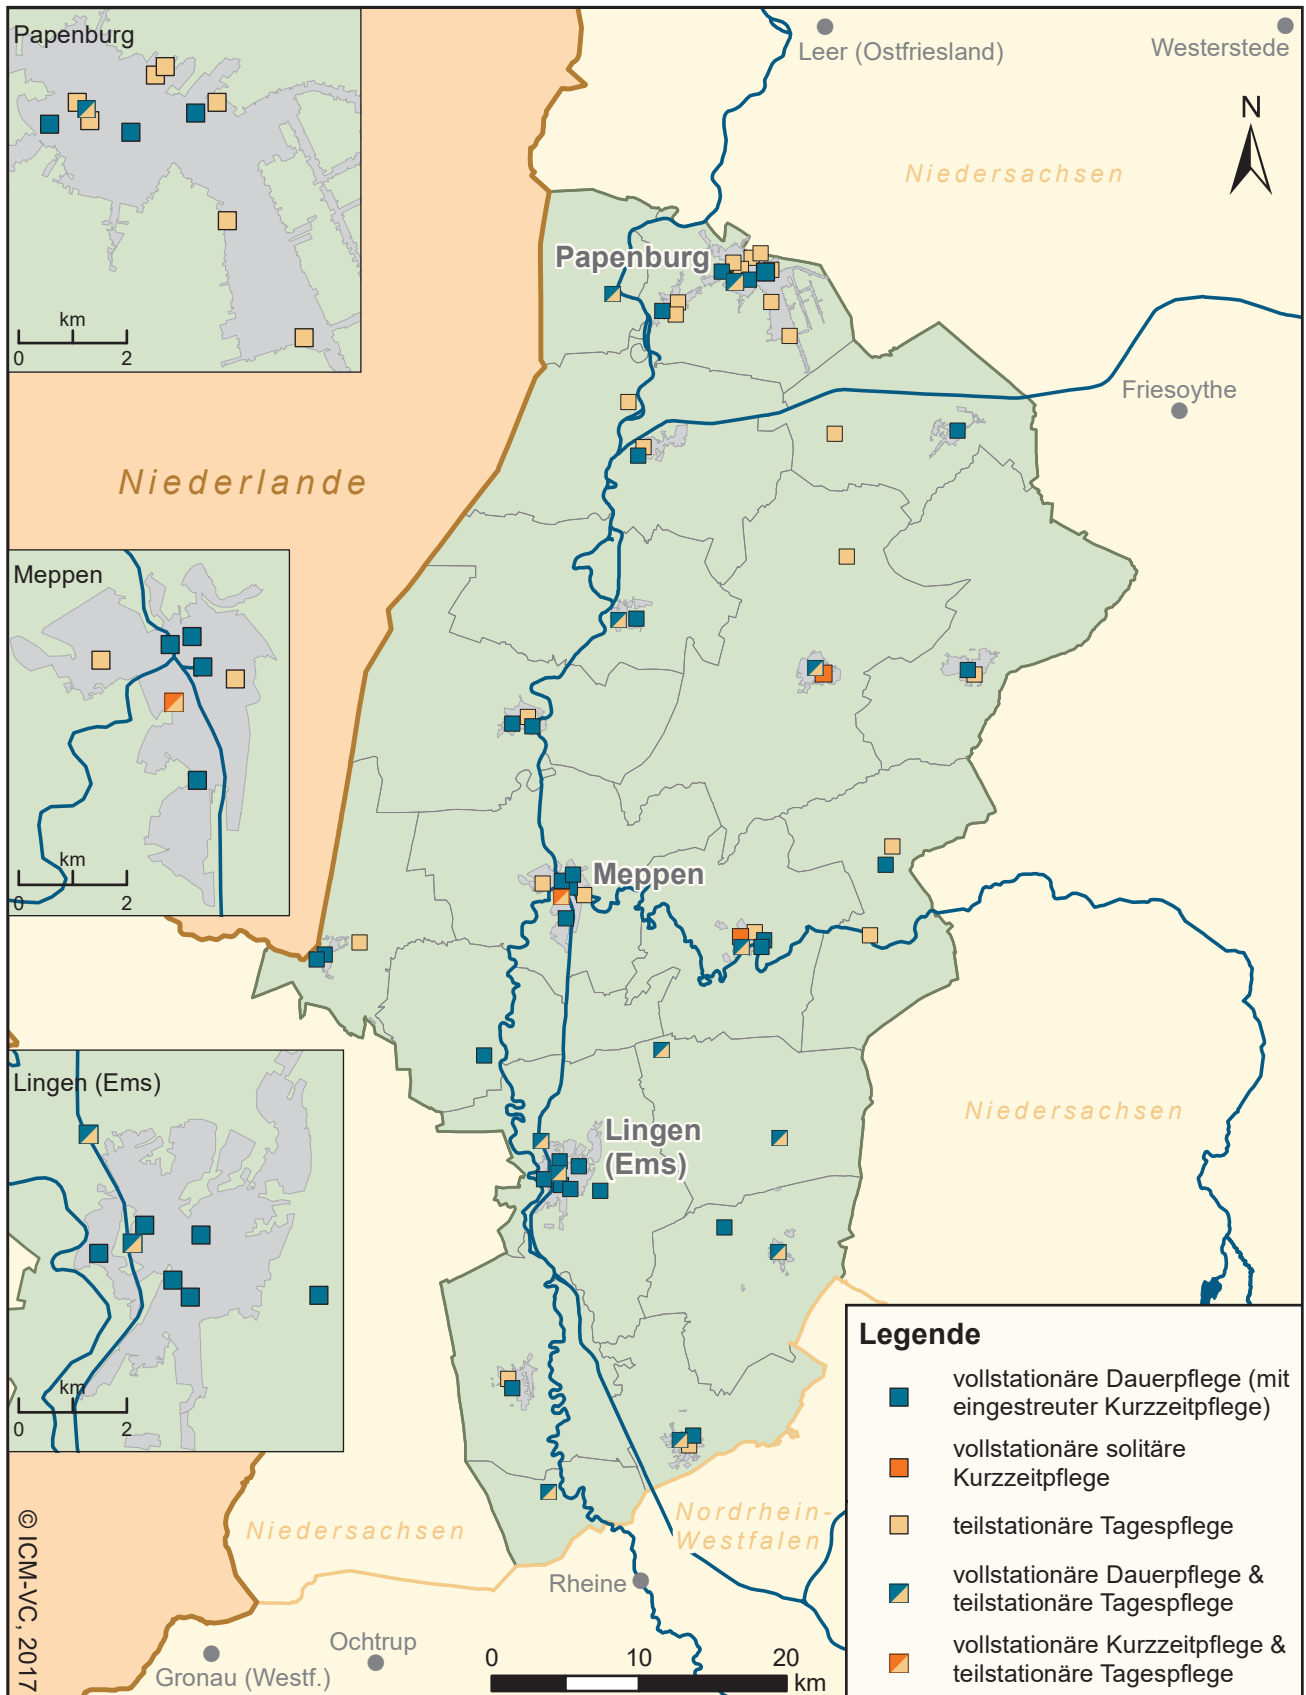 Papenburg
km
0 2
Leer (Ostfriesland)
Westerstede
N
Niedersachsen
Papenburg
Friesoythe
Niederlande
Meppen
km
0 2
Meppen
Lingen (Ems)
km
0 2
Niedersachsen
Lingen
(Ems)
Legende
vollstationäre Dauerpflege (mit
eingestreuter Kurzzeitpflege)
vollstationäre solitäre
Kurzzeitpflege
teilstationäre Tagespflege
vollstationäre Dauerpflege &
teilstationäre Tagespflege
vollstationäre Kurzzeitpflege &
teilstationäre Tagespflege
Niedersachsen
Nordrhein-
Westfalen
Rheine
Ochtrup
Gronau (Westf.)
0 10 20
km
© ICM-VC, 2017